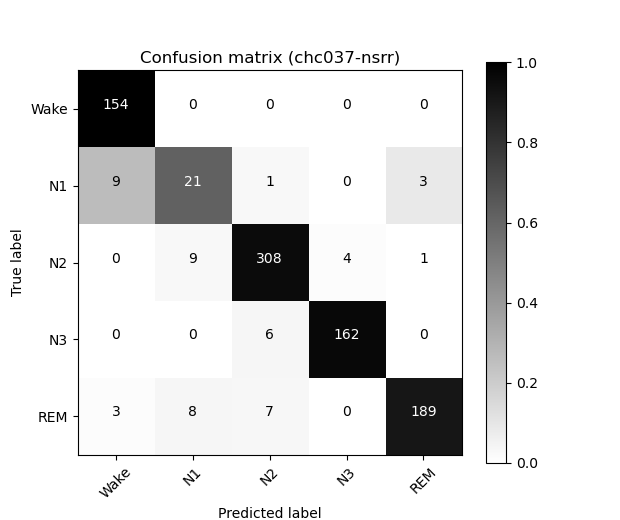 Confusion matrix (chc037-nsrr)
True label
Wake 154 0 0 0 0
N1 9 21 1 0 3
N2 0 9 308 4 1
N3 0 0 6 162 0
REM 3 8 7 0 189
Wake N1 N2 N3 REM
Predicted label
1.0
0.8
0.6
0.4
0.2
0.0